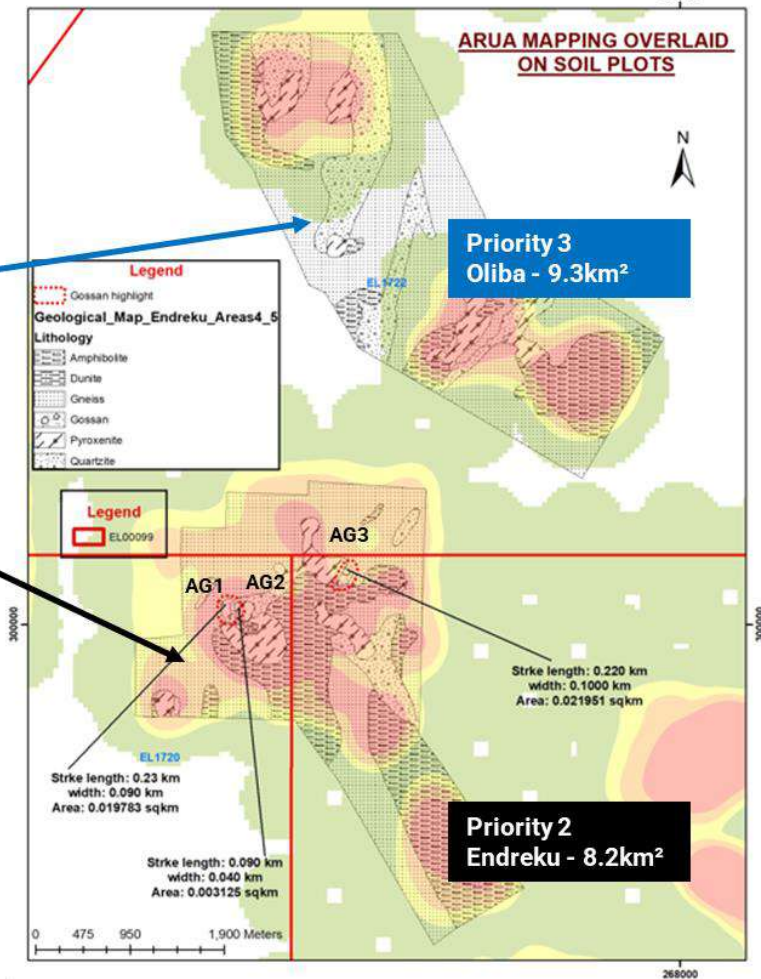 ARUA MAPPING OVERLAID
ON SOIL PLOTS
N
Priority 3
Oliba - 9.3km²
EL1722
Legend
Gossan highlight
Geological_Map_Endreku_Areas4_5
Lithology
Amphibolite
Dunite
Gneiss
Gossan
Pyroxenite
Quartzite
Legend
EL00099
AG3
AG1
AG2
300000
300000
Strke length: 0.220 km
width: 0.1000 km
Area: 0.021951 sqkm
EL1720
Strke length: 0.23 km
width: 0.090 km
Area: 0.019783 sqkm
Priority 2
Endreku - 8.2km²
Strke length: 0.090 km
width: 0.040 km
Area: 0.003125 sqkm
0 475 950 1,900 Meters
268000